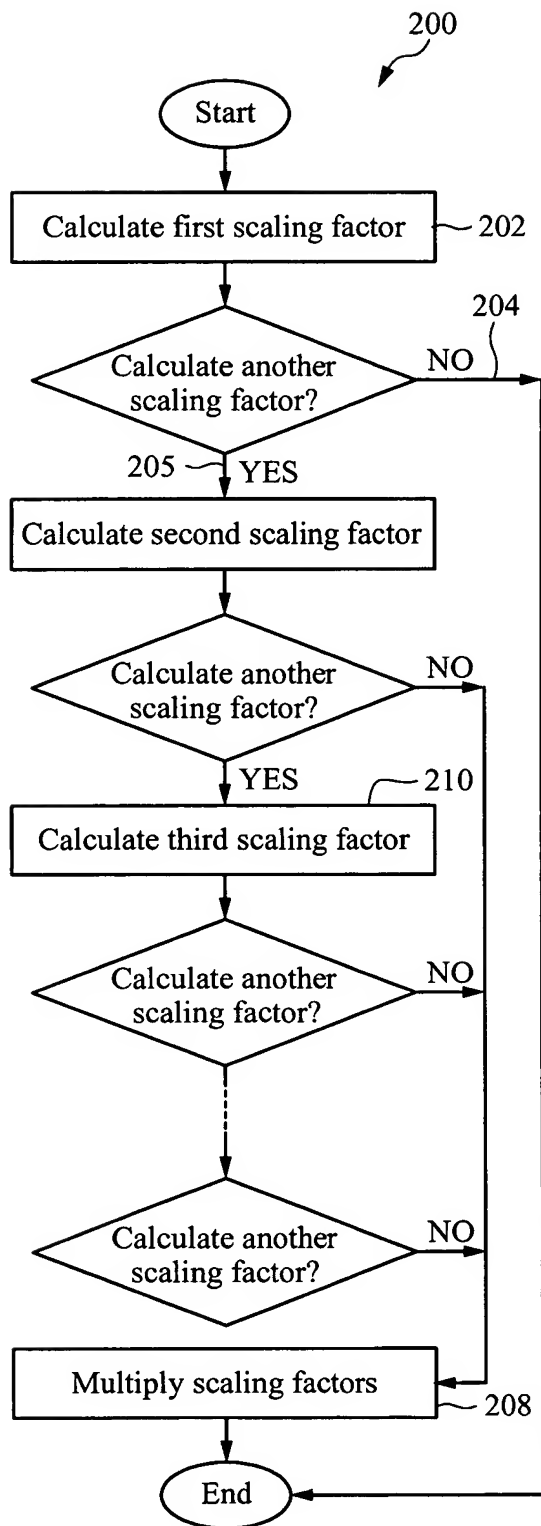 200
Start
Calculate first scaling factor
202
204
Calculate another
scaling factor?
NO
205
YES
Calculate second scaling factor
Calculate another
scaling factor?
NO
YES
210
Calculate third scaling factor
Calculate another
scaling factor?
NO
Calculate another
scaling factor?
NO
Multiply scaling factors
208
End